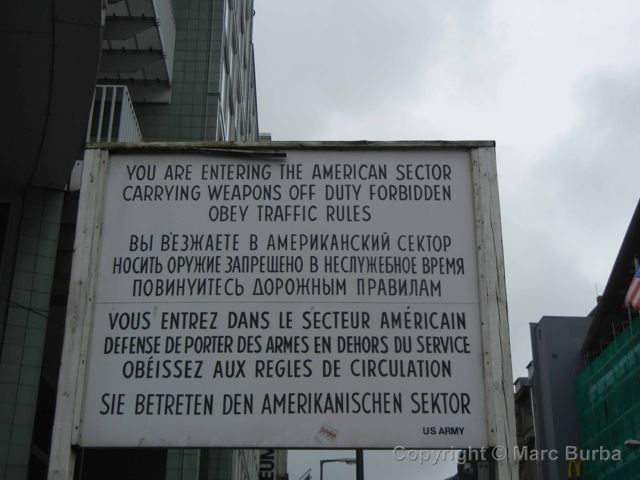 YOU ARE ENTERING THE AMERICAN SECTOR
CARRYING WEAPONS OFF DUTY FORBIDDEN
OBEY TRAFFIC RULES
ВЫ ВЪЕЗЖАЕТЕ В АМЕРИКАНСКИЙ СЕКТОР
НОСИТЬ ОРУЖИЕ ЗАПРЕЩЕНО В НЕСЛУЖЕБНОЕ ВРЕМЯ
ПОВИНУЙТЕСЬ ДОРОЖНЫМ ПРАВИЛАМ
VOUS ENTREZ DANS LE SECTEUR AMÉRICAIN
DEFENSE DE PORTER DES ARMES EN DEHORS DU SERVICE
OBÉISSEZ AUX REGLES DE CIRCULATION
SIE BETRETEN DEN AMERIKANISCHEN SEKTOR
US ARMY
Copyright © Marc Burba